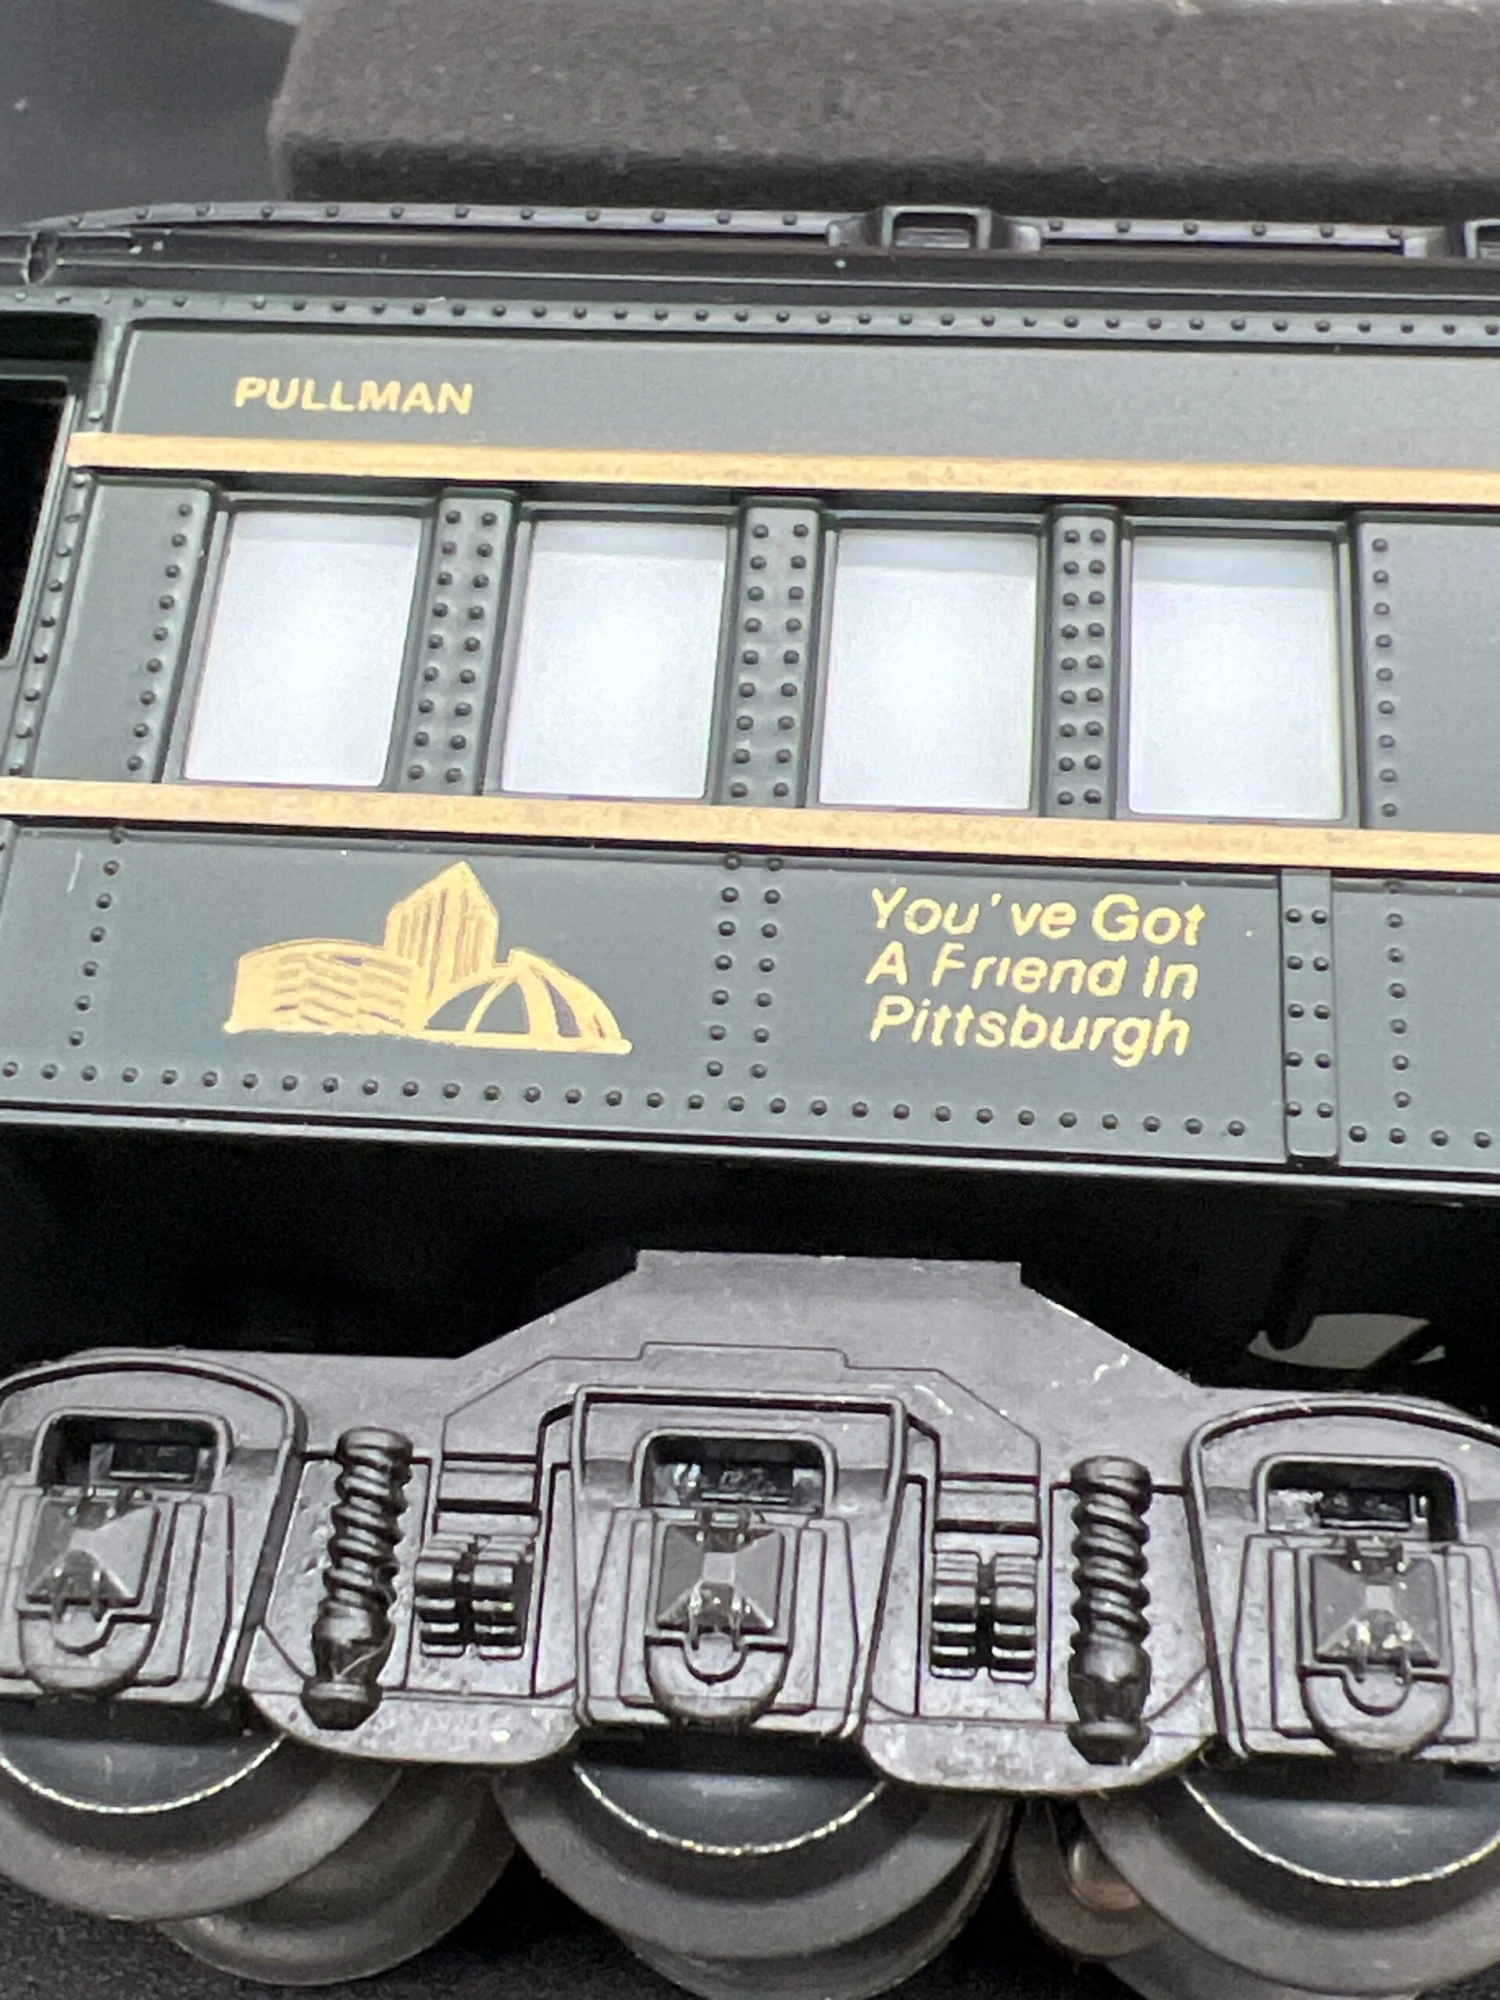 PULLMAN
You've Got
A Friend In
Pittsburgh